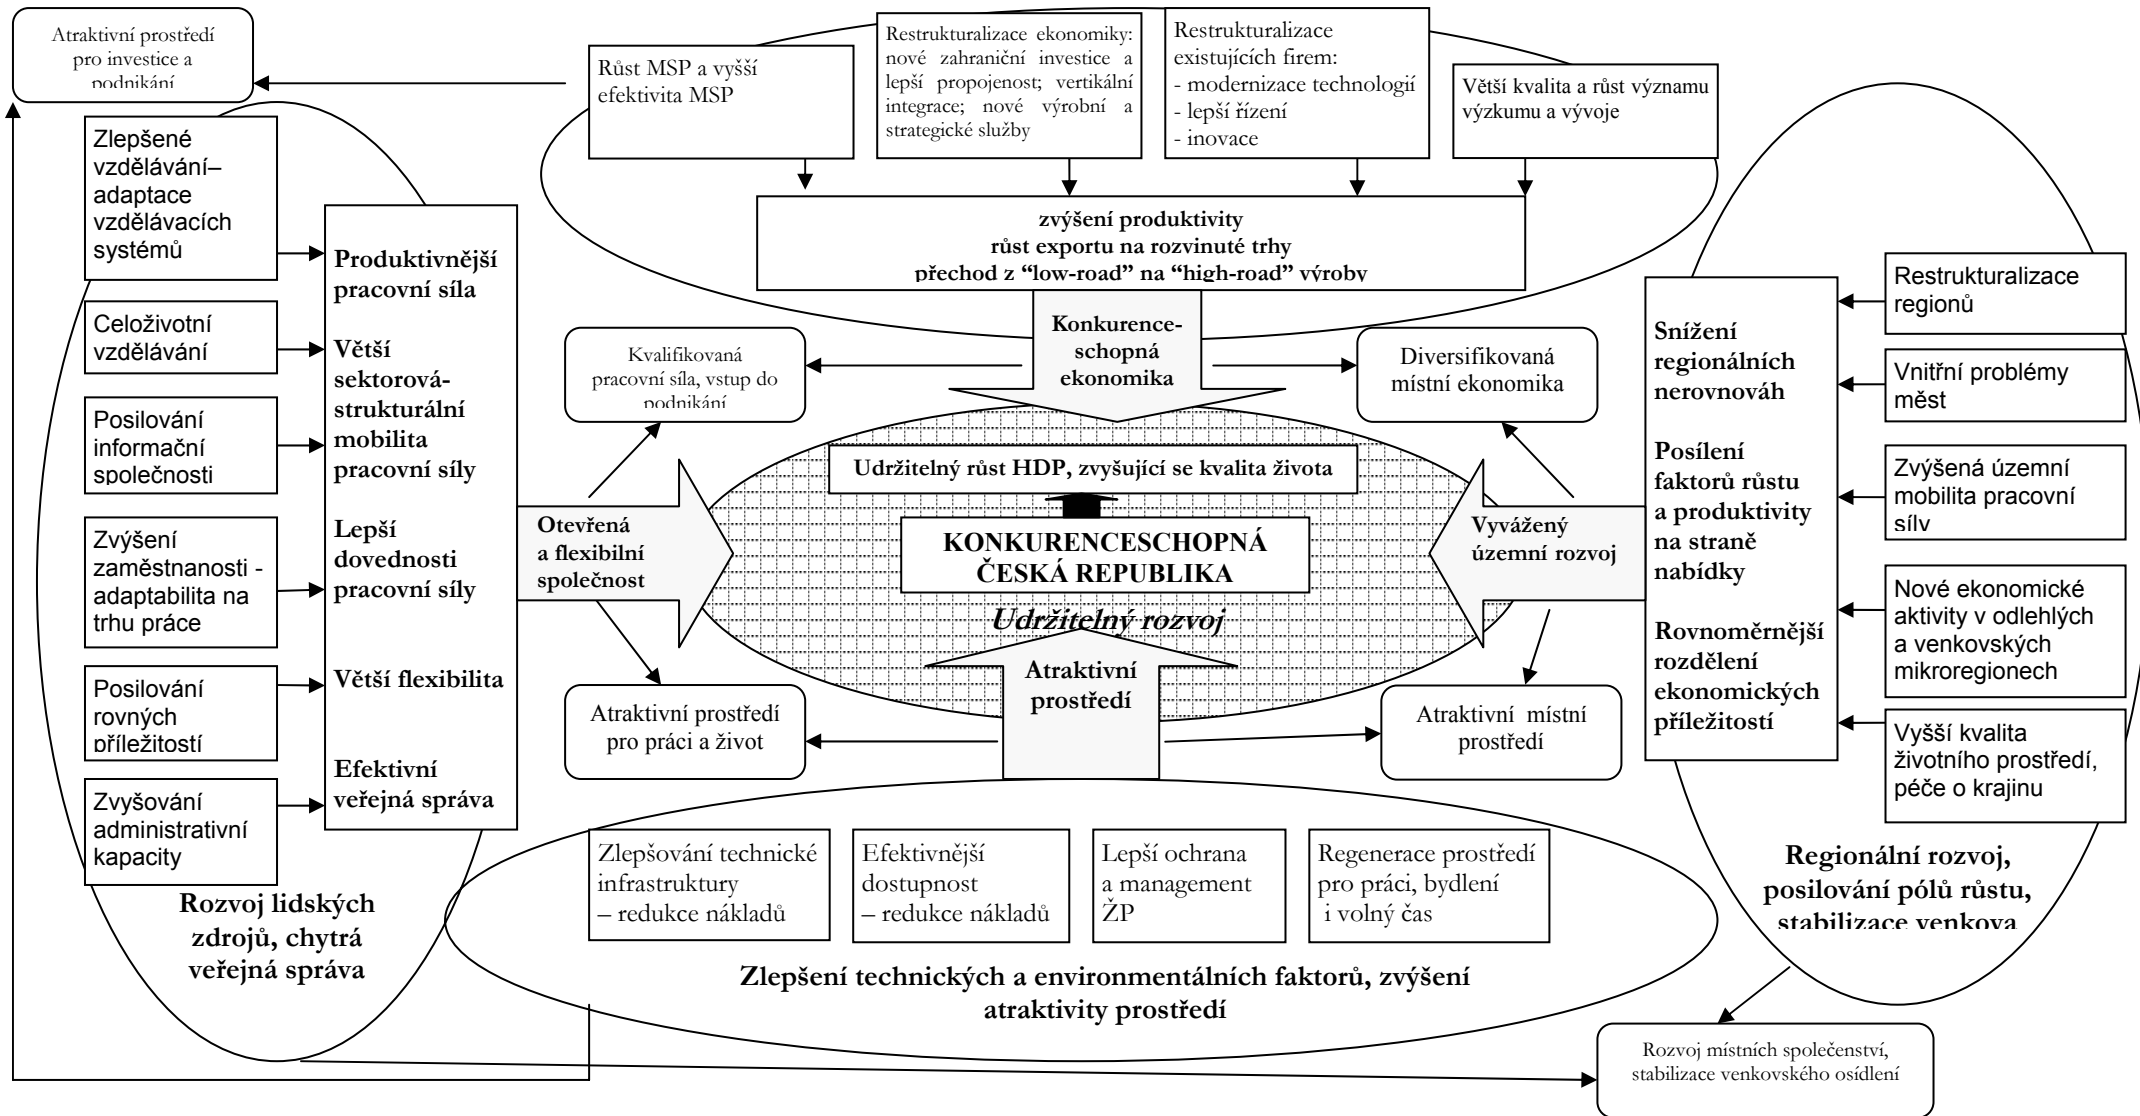 Atraktivní prostředí
pro investice a
podnikání
Růst MSP a vyšší
efektivita MSP
Restrukturalizace ekonomiky:
nové zahraniční investice a
lepší propojenost; vertikální
integrace; nové výrobní a
strategické služby
Restrukturalizace
existujících firem:
- modernizace technologií
- lepší řízení
- inovace
Větší kvalita a růst významu
výzkumu a vývoje
zvýšení produktivity
růst exportu na rozvinuté trhy
přechod z “low-road” na “high-road” výroby
Zlepšené
vzdělávání–
adaptace
vzdělávacích
systémů
Celoživotní
vzdělávání
Posilování
informační
společnosti
Zvýšení
zaměstnanosti -
adaptabilita na
trhu práce
Posilování
rovných
příležitostí
Zvyšování
administrativní
kapacity
Produktivnější
pracovní síla
Větší
sektorová-
strukturální
mobilita
pracovní síly
Lepší
dovednosti
pracovní síly
Větší flexibilita
Efektivní
veřejná správa
Rozvoj lidských
zdrojů, chytrá
veřejná správa
Konkurence-
schopná
ekonomika
Kvalifikovaná
pracovní síla, vstup do
podnikání
Diversifikovaná
místní ekonomika
Otevřená
a flexibilní
společnost
Udržitelný růst HDP, zvyšující se kvalita života
KONKURENCESCHOPNÁ
ČESKÁ REPUBLIKA
Udržitelný rozvoj
Vyvážený
územní rozvoj
Atraktivní
prostředí
Atraktivní prostředí
pro práci a život
Atraktivní místní
prostředí
Snížení
regionálních
nerovnováh
Posílení
faktorů růstu
a produktivity
na straně
nabídky
Rovnoměrnější
rozdělení
ekonomických
příležitostí
Restrukturalizace
regionů
Vnitřní problémy
měst
Zvýšená územní
mobilita pracovní
síly
Nové ekonomické
aktivity v odlehlých
a venkovských
mikroregionech
Vyšší kvalita
životního prostředí,
péče o krajinu
Regionální rozvoj,
posilování pólů růstu,
stabilizace venkova
Zlepšování technické
infrastruktury
– redukce nákladů
Efektivnější
dostupnost
– redukce nákladů
Lepší ochrana
a management
ŽP
Regenerace prostředí
pro práci, bydlení
i volný čas
Zlepšení technických a environmentálních faktorů, zvýšení
atraktivity prostředí
Rozvoj místních společenství,
stabilizace venkovského osídlení